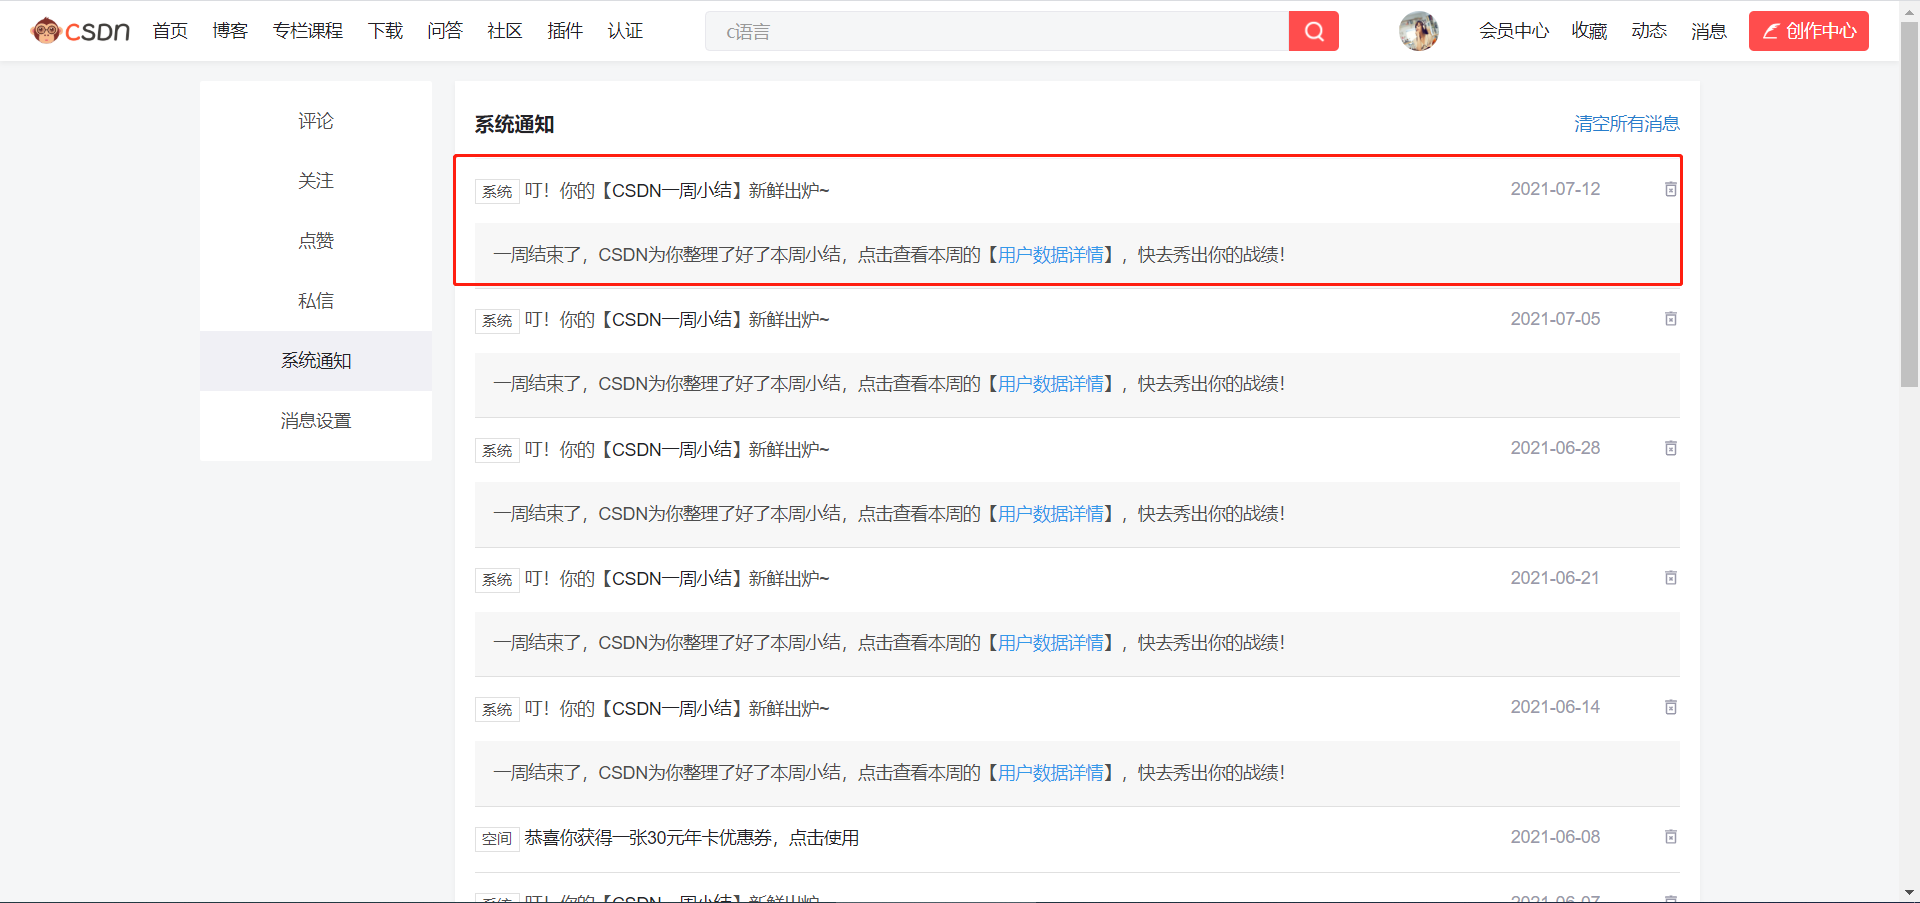 CSDN 首页 博客 专栏课程 下载 问答 社区 插件 认证 c语言 会员中心 收藏 动态 消息 创作中心
评论
关注
点赞
私信
系统通知
消息设置
系统通知 清空所有消息
系统 叮！你的【CSDN一周小结】新鲜出炉~ 2021-07-12
一周结束了，CSDN为你整理了好了本周小结，点击查看本周的【用户数据详情】，快去秀出你的战绩！
系统 叮！你的【CSDN一周小结】新鲜出炉~ 2021-07-05
一周结束了，CSDN为你整理了好了本周小结，点击查看本周的【用户数据详情】，快去秀出你的战绩！
系统 叮！你的【CSDN一周小结】新鲜出炉~ 2021-06-28
一周结束了，CSDN为你整理了好了本周小结，点击查看本周的【用户数据详情】，快去秀出你的战绩！
系统 叮！你的【CSDN一周小结】新鲜出炉~ 2021-06-21
一周结束了，CSDN为你整理了好了本周小结，点击查看本周的【用户数据详情】，快去秀出你的战绩！
系统 叮！你的【CSDN一周小结】新鲜出炉~ 2021-06-14
一周结束了，CSDN为你整理了好了本周小结，点击查看本周的【用户数据详情】，快去秀出你的战绩！
空间 恭喜你获得一张30元年卡优惠券，点击使用 2021-06-08
系统 叮！你的【CSDN一周小结】新鲜出炉~ 2021-06-07